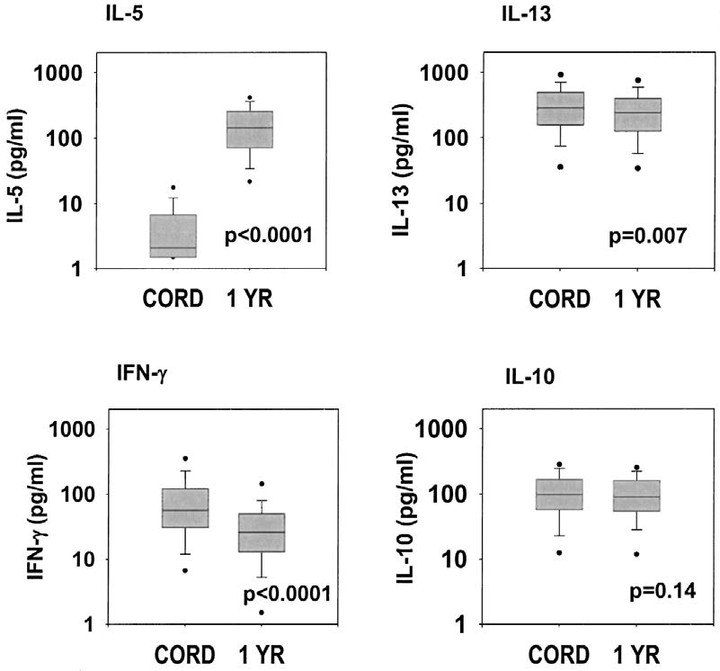 IL-5
IL-13
1000
100
10
1
IL-5 (pg/ml)
p<0.0001
CORD 1 YR
1000
100
10
1
IL-13 (pg/ml)
p=0.007
CORD 1 YR
IFN-γ
IL-10
1000
100
10
1
IFN-γ (pg/ml)
p<0.0001
CORD 1 YR
1000
100
10
1
IL-10 (pg/ml)
p=0.14
CORD 1 YR